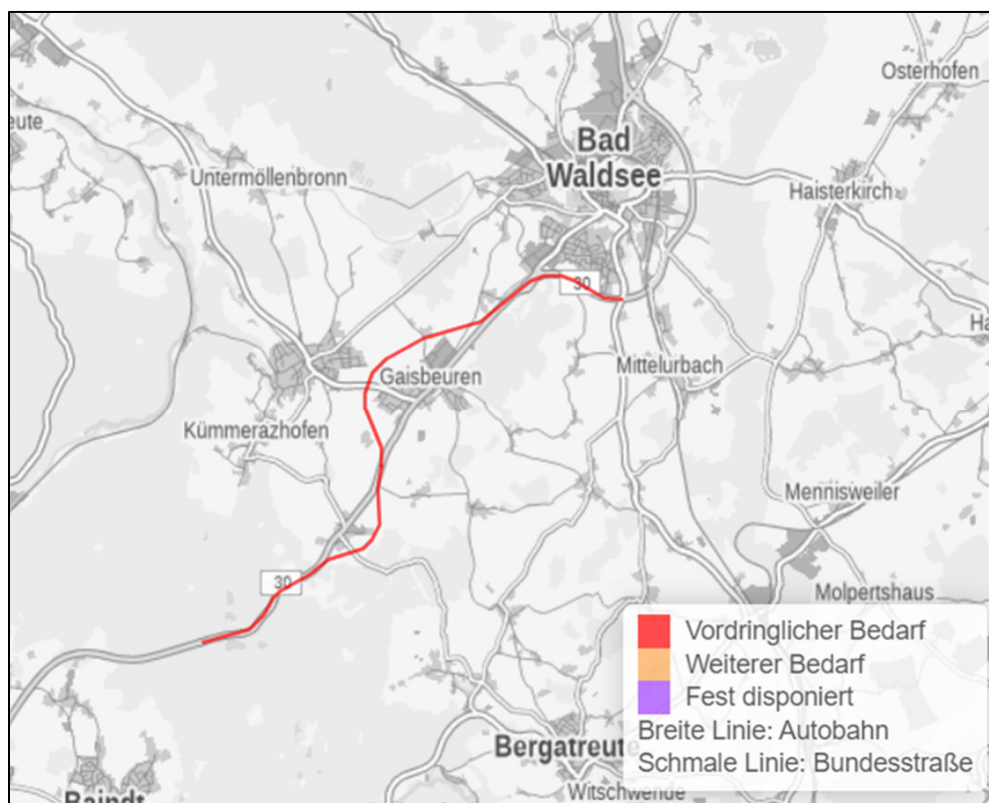 Osterhofen
eute
Bad
Waldsee
Untermöllenbronn
Haisterkirch
30
Ha
Mittelurbach
Gaisbeuren
Kümmerazhofen
Mennisweiler
30
Molpertshaus
Vordringlicher Bedarf
Weiterer Bedarf
Fest disponiert
Breite Linie: Autobahn
Schmale Linie: Bundesstraße
Bergatreute
Witschwende
Baindt